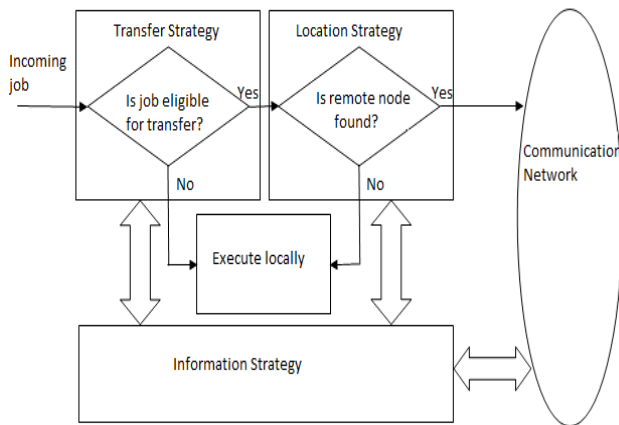 Transfer Strategy
Location Strategy
Incoming
job
Is job eligible
for transfer?
Yes
Is remote node
found?
Yes
Communication
Network
No
No
Execute locally
Information Strategy